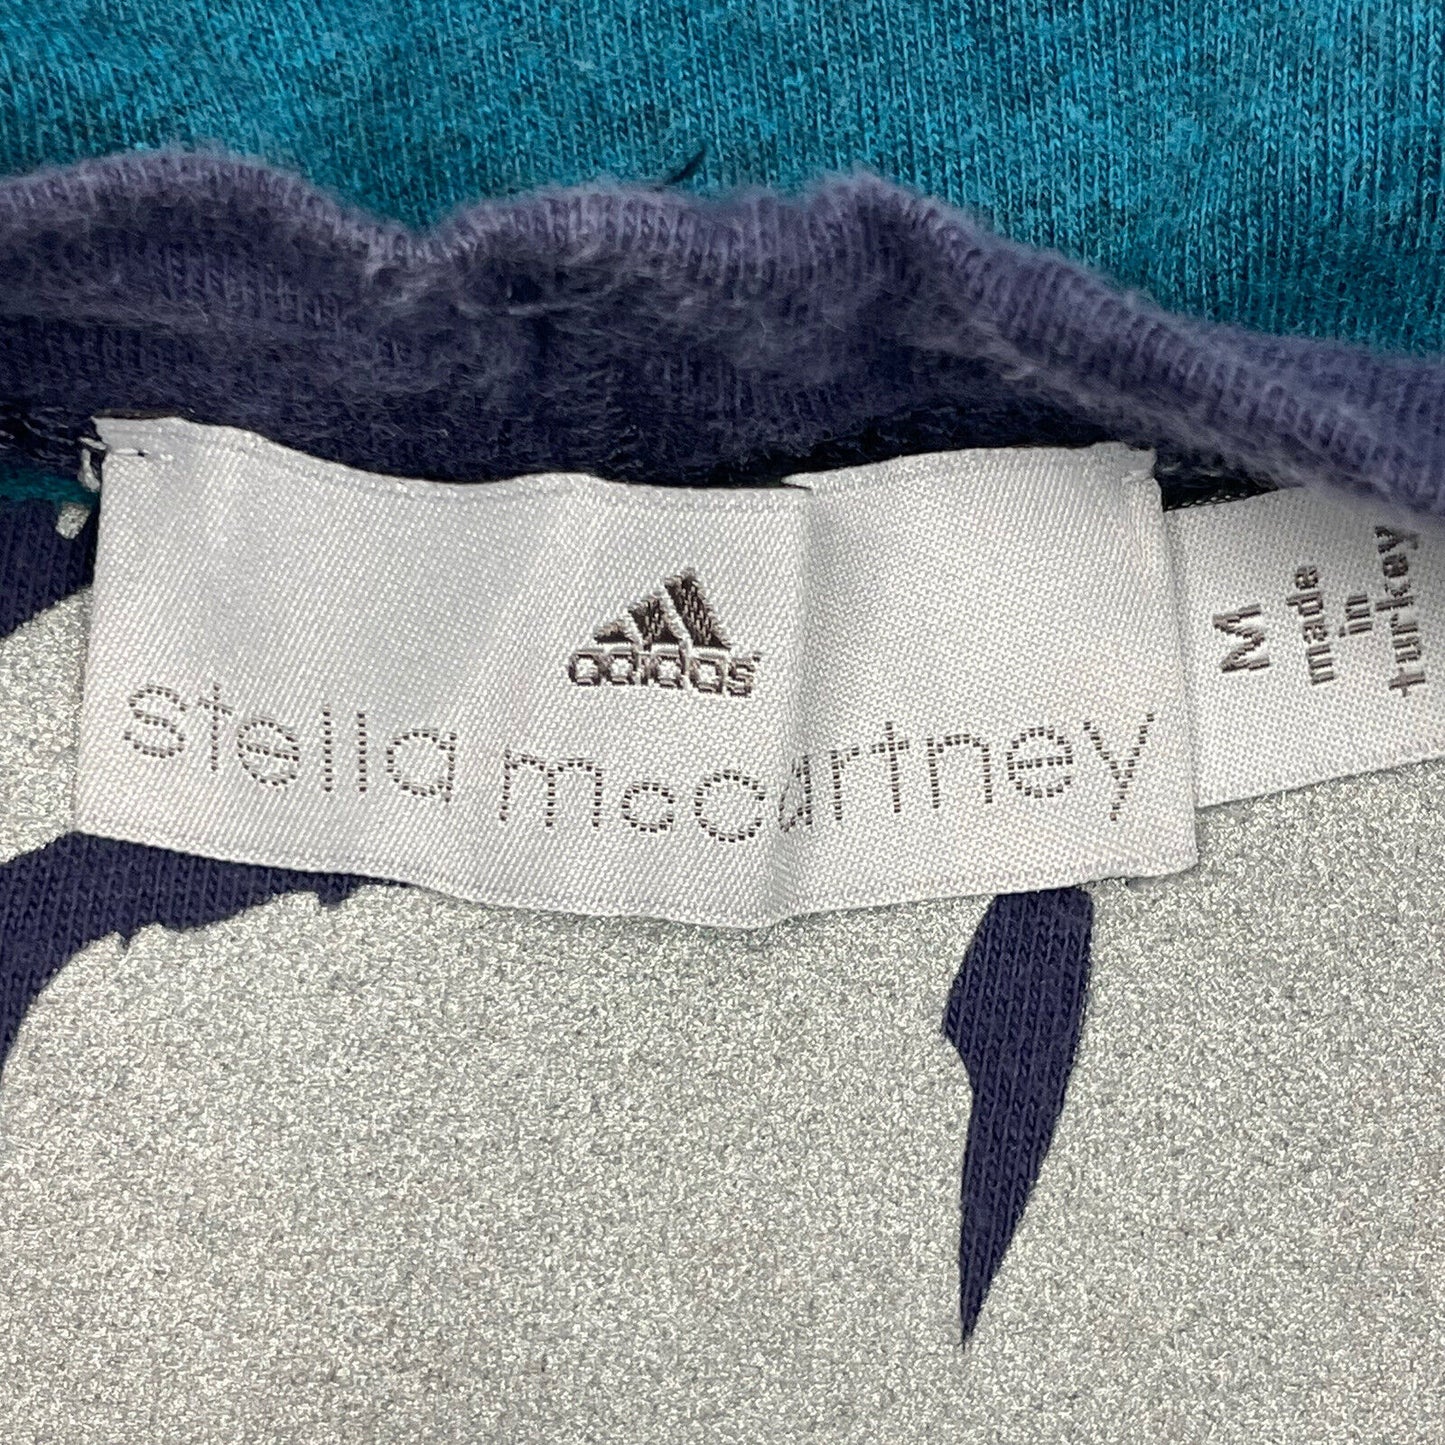 adidas
stella mccartney
M
made
in
turkey